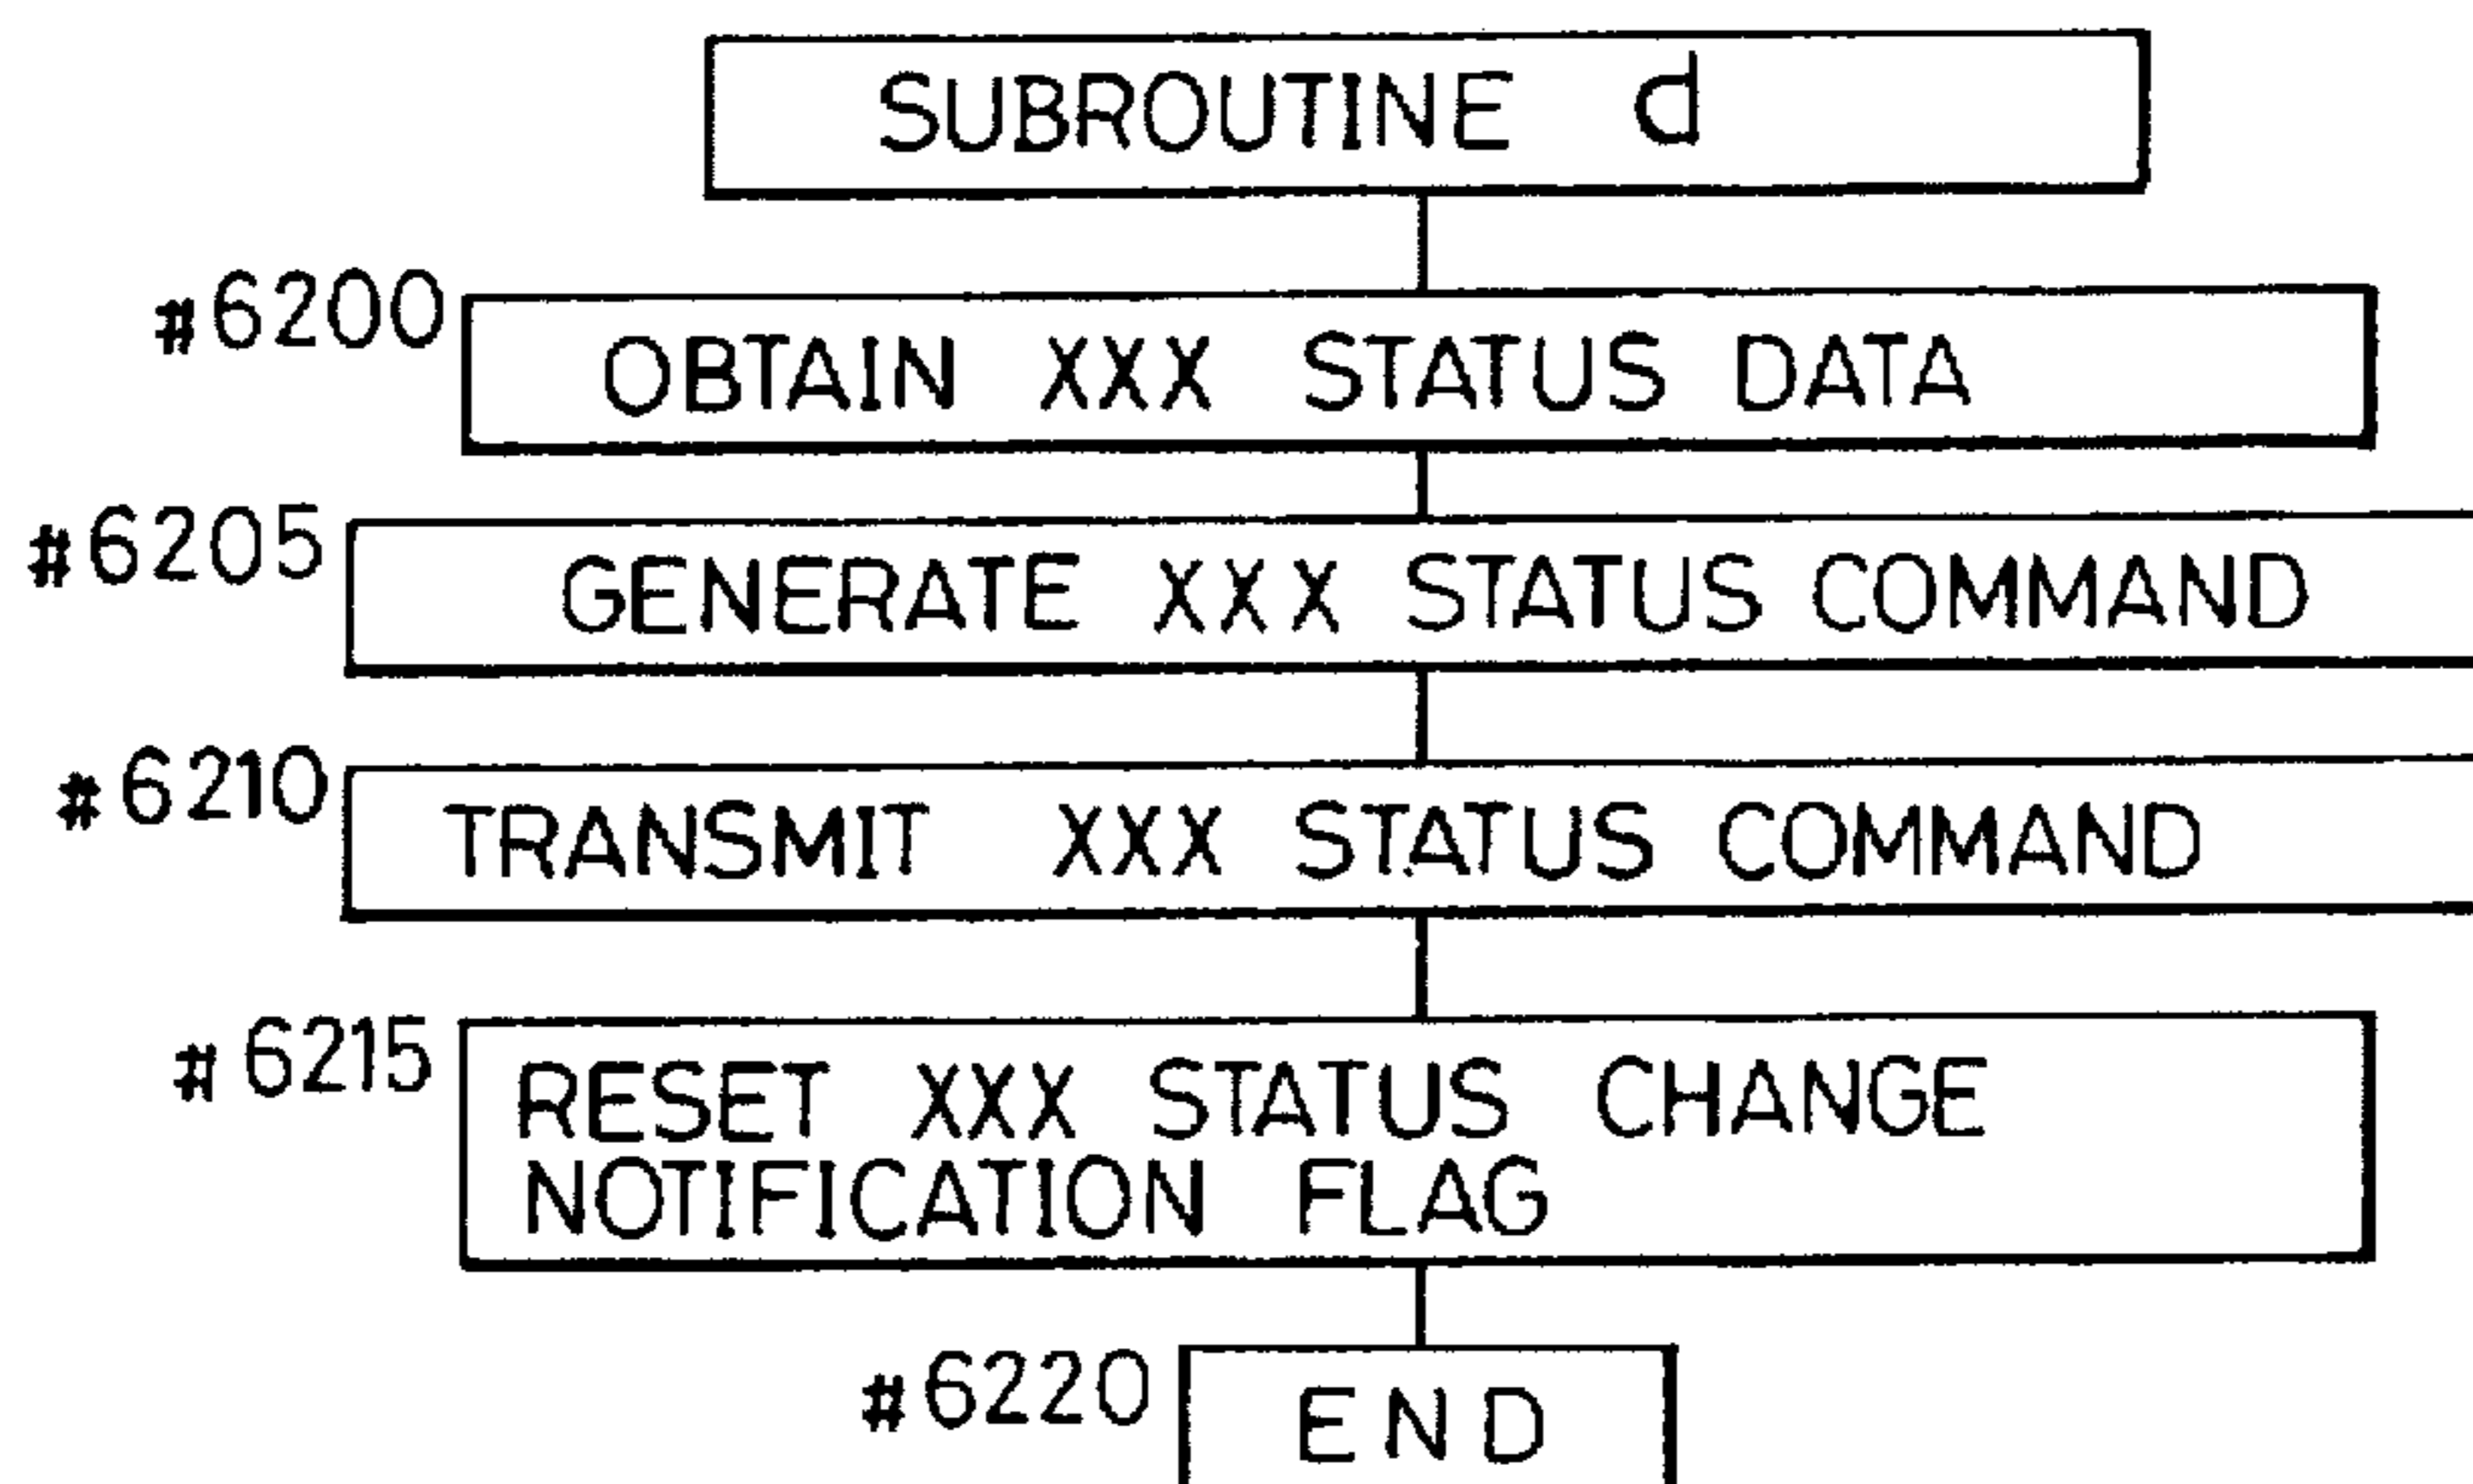 SUBROUTINE d
#6200
OBTAIN XXX STATUS DATA
#6205
GENERATE XXX STATUS COMMAND
#6210
TRANSMIT XXX STATUS COMMAND
#6215
RESET XXX STATUS CHANGE
NOTIFICATION FLAG
#6220
END